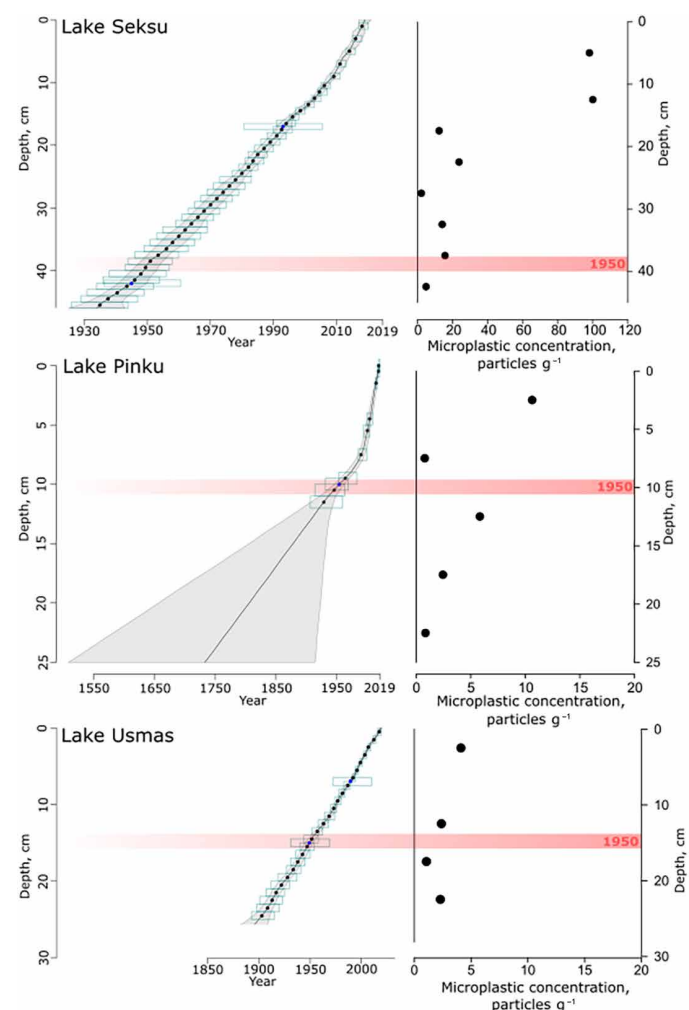 Lake Seksu
0
10
20
30
40
Depth, cm
1930 1950 1970 1990 2010 2019
Year
0
10
20
30
40
Depth, cm
1950
0 20 40 60 80 100 120
Microplastic concentration,
particles g⁻¹
Lake Pinku
0
5
10
15
20
25
Depth, cm
1550 1650 1750 1850 1950 2019
Year
0
5
10
15
20
25
Depth, cm
1950
0 5 10 15 20
Microplastic concentration,
particles g⁻¹
Lake Usmas
0
10
20
30
Depth, cm
1850 1900 1950 2000
Year
0
10
20
30
Depth, cm
1950
0 5 10 15 20
Microplastic concentration,
particles g⁻¹